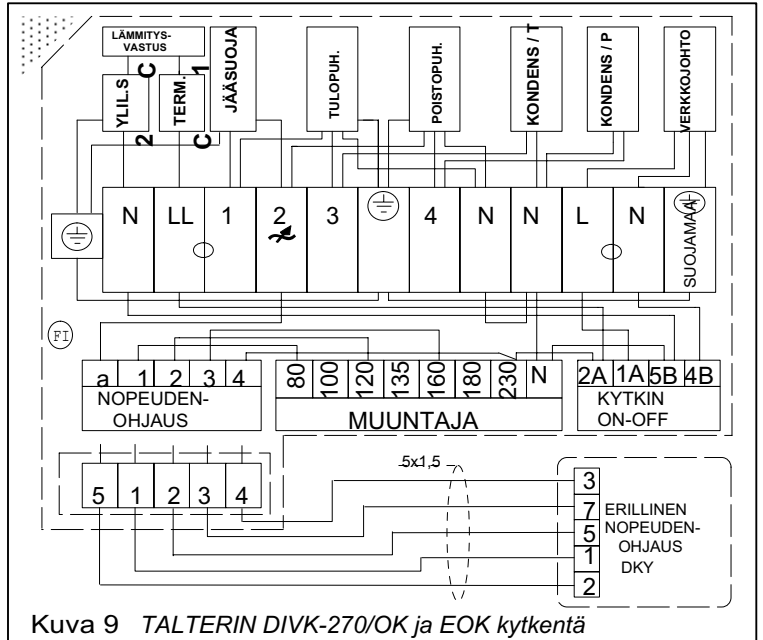 LÄMMITYS-
VASTUS
YLIL.S
C
2
TERM.
1
C
JÄÄSUOJA
TULOPUH.
POISTOPUH.
KONDENS / T
KONDENS / P
VERKKOJOHTO
N LL 1 2 3 4 N N L N SUOJAMAA
FI
a 1 2 3 4
NOPEUDEN-
OHJAUS
80 100 120 135 160 180 230 N
MUUNTAJA
2A 1A 5B 4B
KYTKIN
ON-OFF
5 1 2 3 4
5x1,5
3
7
5
1
2
ERILLINEN
NOPEUDEN-
OHJAUS
DKY
Kuva 9 TALTERIN DIVK-270/OK ja EOK kytkentä